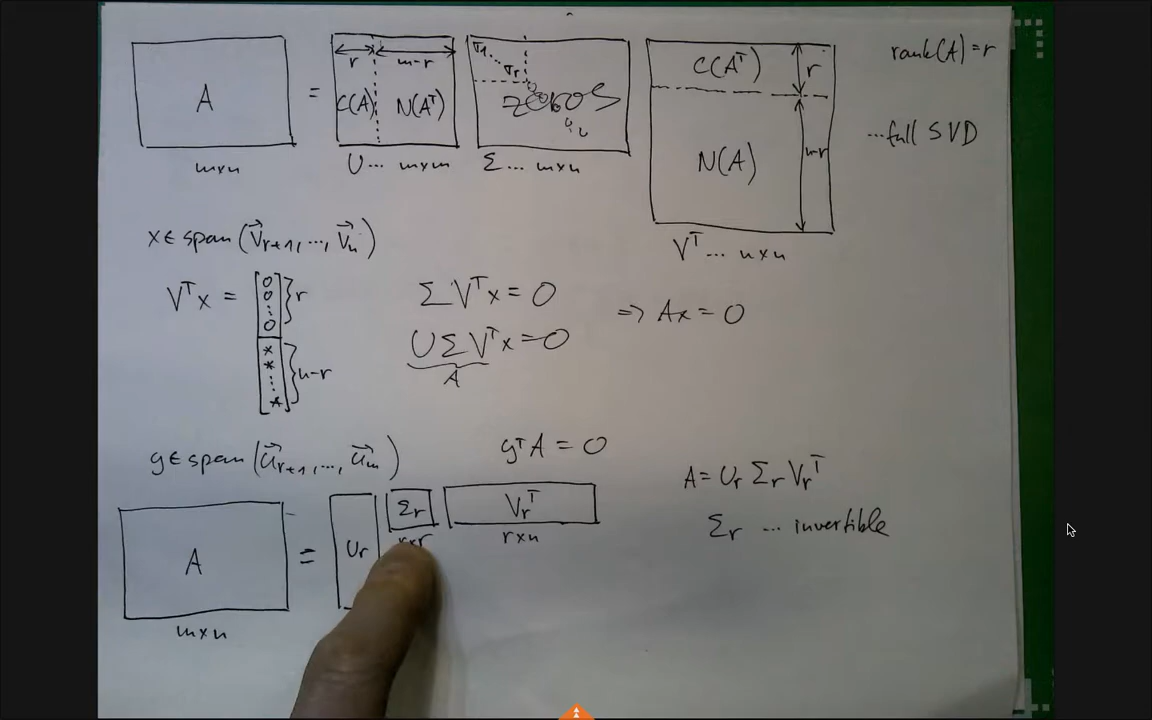 A = r m-r C(A) N(Aᵀ) σ₁ ⋱ σᵣ zeros C(Aᵀ) r N(A) n-r rank(A)=r
...full SVD
m×n U... m×m Σ... m×n Vᵀ... n×n
x∈span(v⃗ᵣ₊₁,...,v⃗ₙ)
Vᵀx = [0 0 ⋮ 0 * * ⋮ *] }r }n-r
ΣVᵀx=0
UΣVᵀx=0
A
=> Ax=0
y∈span(u⃗ᵣ₊₁,...,u⃗ₘ) yᵀA=0
A = Uᵣ Σᵣ Vᵣᵀ
r×r r×n
m×n
A=UᵣΣᵣVᵣᵀ
Σᵣ ... invertible